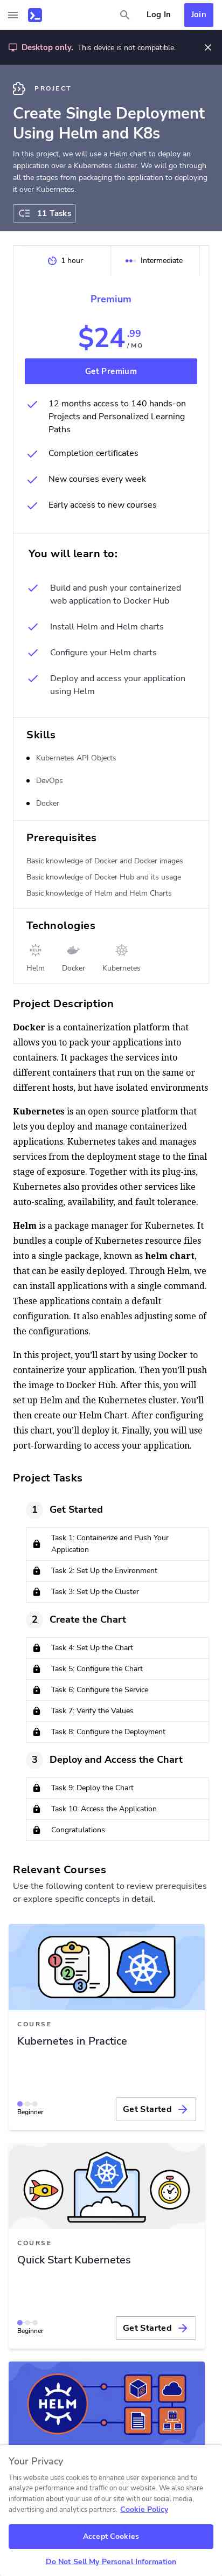 Log In
Join
Desktop only. This device is not compatible.
PROJECT
Create Single Deployment
Using Helm and K8s
In this project, we will use a Helm chart to deploy an
application over a Kubernetes cluster. We will go through
all the stages from packaging the application to deploying
it over Kubernetes.
11 Tasks
1 hour
Intermediate
Premium
$24.99
/ MO
Get Premium
12 months access to 140 hands-on
Projects and Personalized Learning
Paths
Completion certificates
New courses every week
Early access to new courses
You will learn to:
Build and push your containerized
web application to Docker Hub
Install Helm and Helm charts
Configure your Helm charts
Deploy and access your application
using Helm
Skills
Kubernetes API Objects
DevOps
Docker
Prerequisites
Basic knowledge of Docker and Docker images
Basic knowledge of Docker Hub and its usage
Basic knowledge of Helm and Helm Charts
Technologies
Helm
Docker
Kubernetes
Project Description
Docker is a containerization platform that
allows you to pack your applications into
containers. It packages the services into
different containers that run on the same or
different hosts, but have isolated environments
Kubernetes is an open-source platform that
lets you deploy and manage containerized
applications. Kubernetes takes and manages
services from the deployment stage to the final
stage of exposure. Together with its plug-ins,
Kubernetes also provides other services like
auto-scaling, availability, and fault tolerance.
Helm is a package manager for Kubernetes. It
bundles a couple of Kubernetes resource files
into a single package, known as helm chart,
that can be easily deployed. Through Helm, we
can install applications with a single command.
These applications contain a default
configuration. It also enables adjusting some of
the configurations.
In this project, you'll start by using Docker to
containerize your application. Then you'll push
the image to Docker Hub. After this, you will
set up Helm and the Kubernetes cluster. You'll
then create our Helm Chart. After configuring
this chart, you'll deploy it. Finally, you will use
port-forwarding to access your application.
Project Tasks
1 Get Started
Task 1: Containerize and Push Your
Application
Task 2: Set Up the Environment
Task 3: Set Up the Cluster
2 Create the Chart
Task 4: Set Up the Chart
Task 5: Configure the Chart
Task 6: Configure the Service
Task 7: Verify the Values
Task 8: Configure the Deployment
3 Deploy and Access the Chart
Task 9: Deploy the Chart
Task 10: Access the Application
Congratulations
Relevant Courses
Use the following content to review prerequisites
or explore specific concepts in detail.
COURSE
Kubernetes in Practice
Beginner
Get Started
COURSE
Quick Start Kubernetes
Beginner
Get Started
HELM
Your Privacy
This website uses cookies to enhance user experience and to
analyze performance and traffic on our website. We also share
information about your use of our site with our social media,
advertising and analytics partners. Cookie Policy
Accept Cookies
Do Not Sell My Personal Information